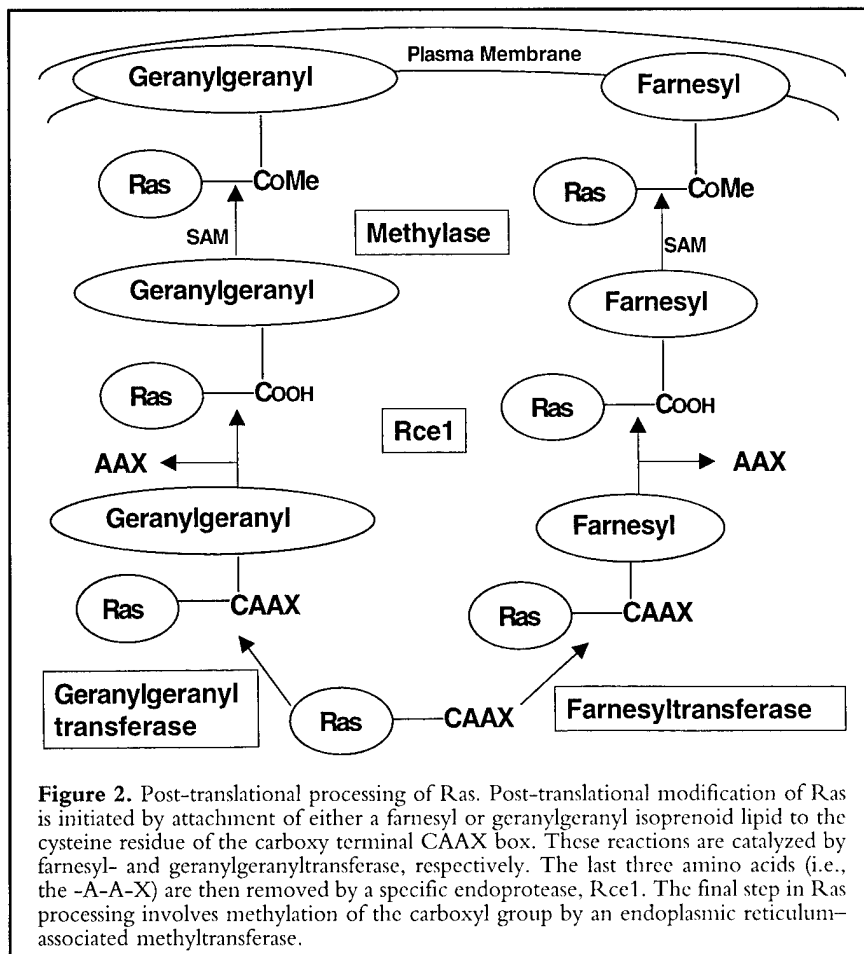 Plasma Membrane
Geranylgeranyl
Farnesyl
Ras
CoMe
Ras
CoMe
SAM
Methylase
SAM
Geranylgeranyl
Farnesyl
Ras
COOH
Ras
COOH
Rce1
AAX
AAX
Geranylgeranyl
Farnesyl
Ras
CAAX
Ras
CAAX
Geranylgeranyl
transferase
Ras
CAAX
Farnesyltransferase
Figure 2. Post-translational processing of Ras. Post-translational modification of Ras
is initiated by attachment of either a farnesyl or geranylgeranyl isoprenoid lipid to the
cysteine residue of the carboxy terminal CAAX box. These reactions are catalyzed by
farnesyl- and geranylgeranyltransferase, respectively. The last three amino acids (i.e.,
the -A-A-X) are then removed by a specific endoprotease, Rce1. The final step in Ras
processing involves methylation of the carboxyl group by an endoplasmic reticulum–
associated methyltransferase.